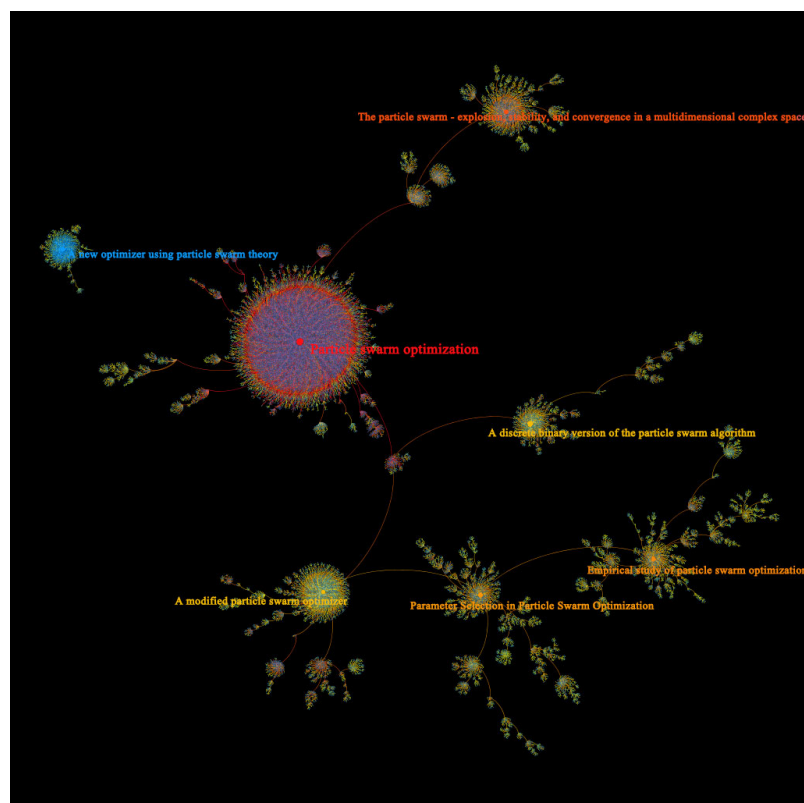 The particle swarm - explosion, stability, and convergence in a multidimensional complex space
new optimizer using particle swarm theory
Particle swarm optimization
A discrete binary version of the particle swarm algorithm
Empirical study of particle swarm optimization
A modified particle swarm optimizer
Parameter Selection in Particle Swarm Optimization